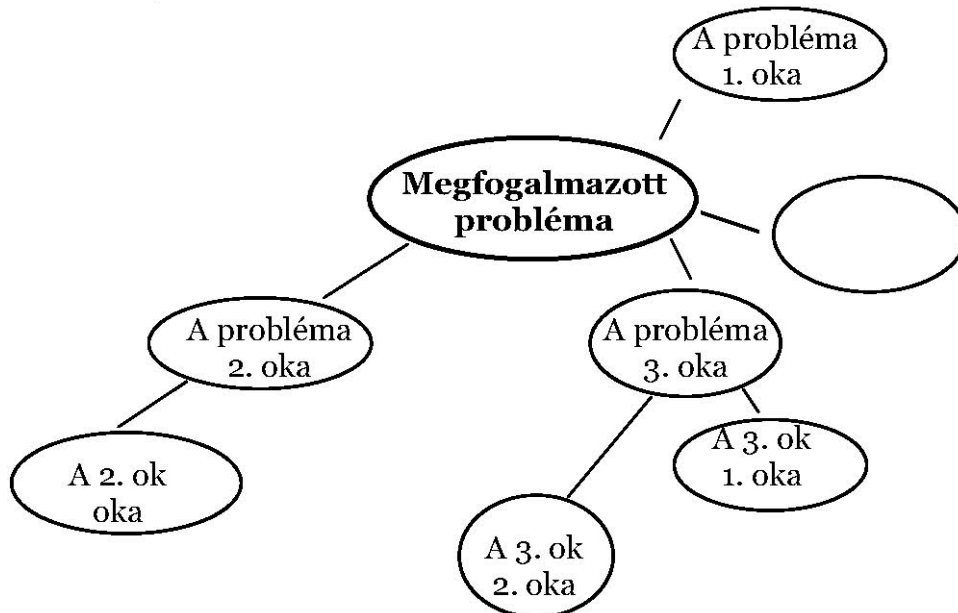 A probléma
1. oka
Megfogalmazott
probléma
A probléma
2. oka
A probléma
3. oka
A 2. ok
oka
A 3. ok
1. oka
A 3. ok
2. oka